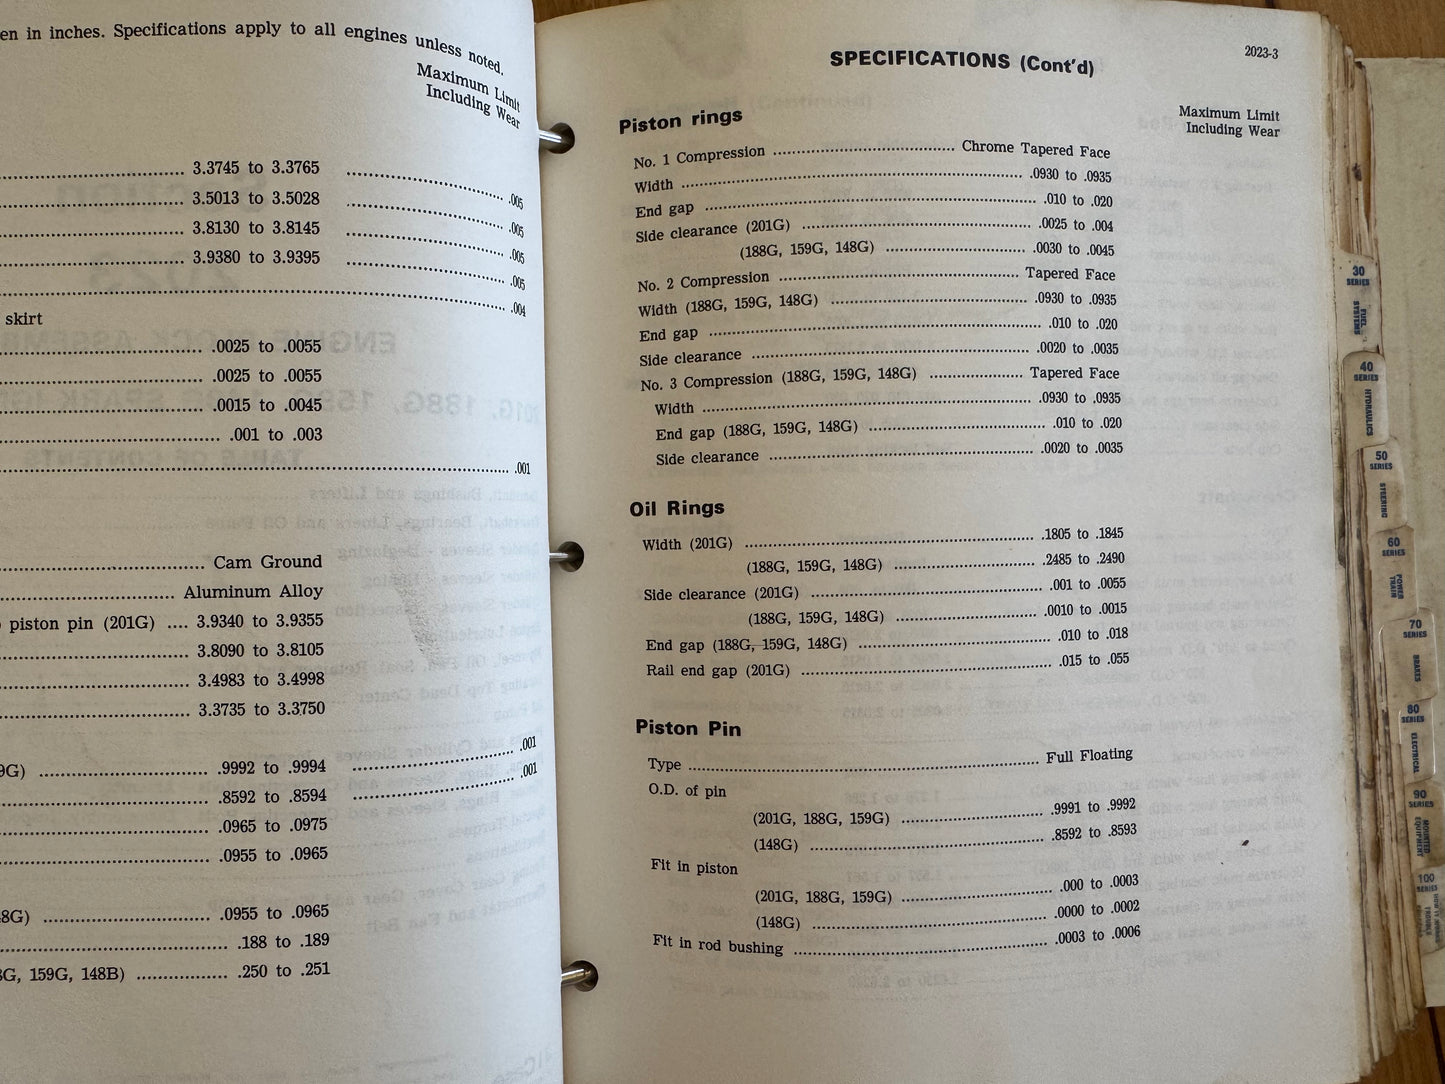 en in inches. Specifications apply to all engines unless noted.
Maximum Limit
Including Wear
3.3745 to 3.3765 .005
3.5013 to 3.5028 .005
3.8130 to 3.8145 .005
3.9380 to 3.9395 .005
.004
skirt
.0025 to .0055
.0025 to .0055
.0015 to .0045
.001 to .003
.001
Cam Ground
Aluminum Alloy
piston pin (201G) .... 3.9340 to 3.9355
3.8090 to 3.8105
3.4983 to 3.4998
3.3735 to 3.3750
9G) .9992 to .9994 .001
.8592 to .8594 .001
.0965 to .0975
.0955 to .0965
8G) .0955 to .0965
.188 to .189
8G, 159G, 148B) .250 to .251
2023-3
SPECIFICATIONS (Cont'd)
Maximum Limit
Including Wear
Piston rings
No. 1 Compression Chrome Tapered Face
Width .0930 to .0935
End gap .010 to .020
Side clearance (201G) .0025 to .004
(188G, 159G, 148G) .0030 to .0045
No. 2 Compression Tapered Face
Width (188G, 159G, 148G) .0930 to .0935
End gap .010 to .020
Side clearance .0020 to .0035
No. 3 Compression (188G, 159G, 148G) Tapered Face
Width .0930 to .0935
End gap (188G, 159G, 148G) .010 to .020
Side clearance .0020 to .0035
Oil Rings
Width (201G) .1805 to .1845
(188G, 159G, 148G) .2485 to .2490
Side clearance (201G) .001 to .0055
(188G, 159G, 148G) .0010 to .0015
End gap (188G, 159G, 148G) .010 to .018
Rail end gap (201G) .015 to .055
Piston Pin
Type Full Floating
O.D. of pin
(201G, 188G, 159G) .9991 to .9992
(148G) .8592 to .8593
Fit in piston
(201G, 188G, 159G) .000 to .0003
(148G) .0000 to .0002
Fit in rod bushing .0003 to .0006
30
SERIES
FUEL
SYSTEMS
40
SERIES
HYDRAULICS
50
SERIES
STEERING
60
SERIES
POWER
TRAIN
70
SERIES
BRAKES
80
SERIES
ELECTRICAL
90
SERIES
MOUNTED
EQUIPMENT
100
SERIES
HOW IT WORKS
TROUBLE